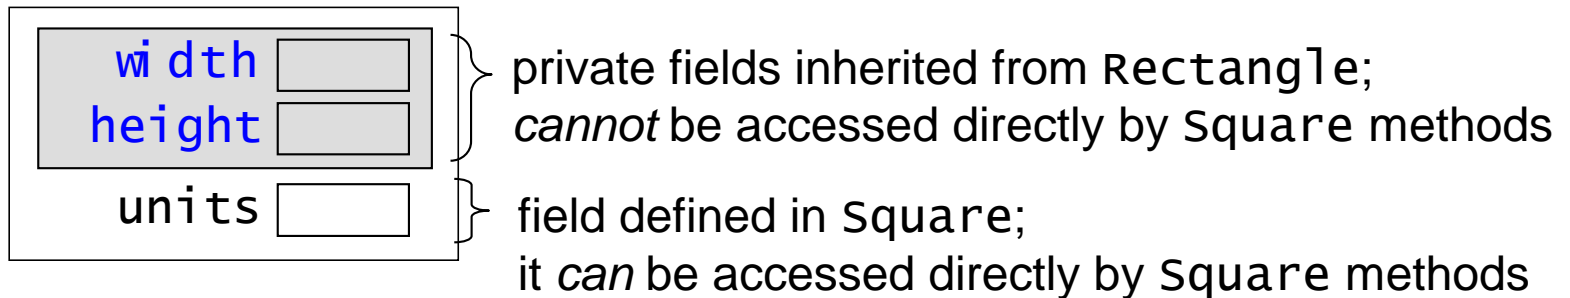 width
height
private fields inherited from Rectangle;
cannot be accessed directly by Square methods
units
field defined in Square;
it can be accessed directly by Square methods